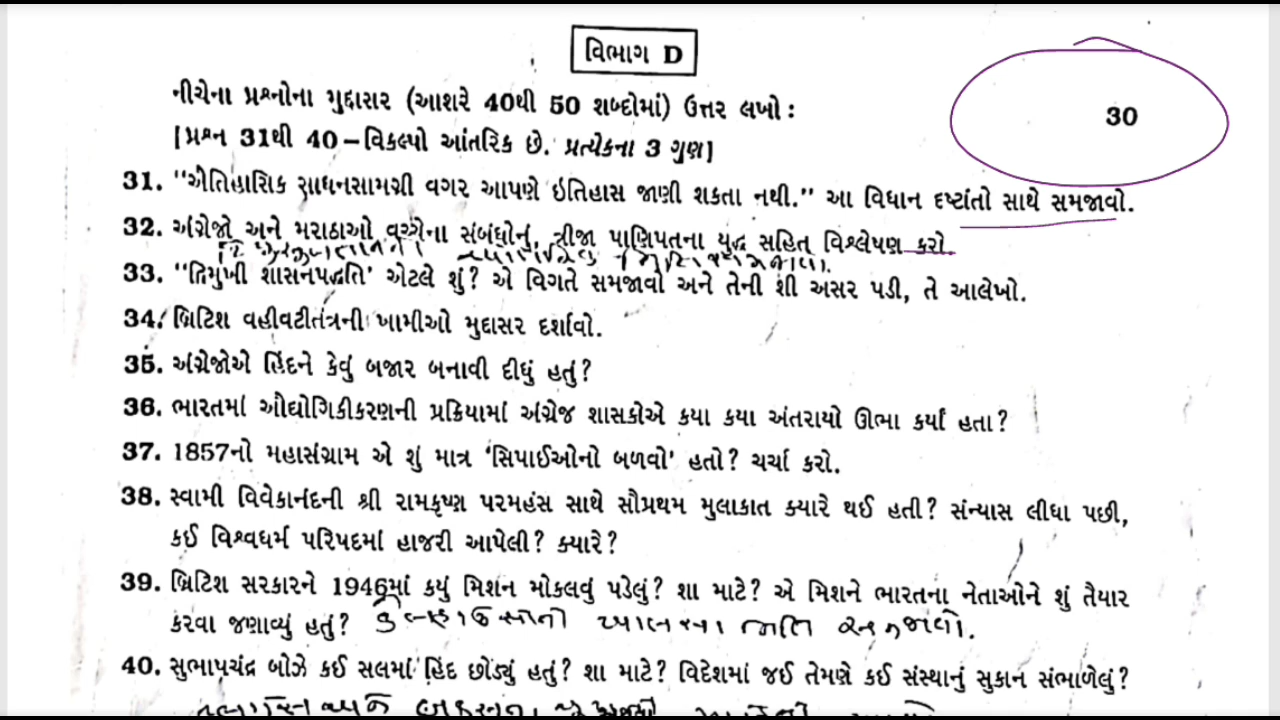 વિભાગ D
નીચેના પ્રશ્નોના મુદ્દાસાર (આશરે 40થી 50 શબ્દોમાં) ઉત્તર લખો :
30
[પ્રશ્ન 31થી 40 – વિકલ્પો આંતરિક છે. પ્રત્યેકના 3 ગુણ]
31. "ઐતિહાસિક સાધનસામગ્રી વગર આપણે ઇતિહાસ જાણી શકતા નથી." આ વિધાન દૃષ્ટાંતો સાથે સમજાવો.
32. અંગ્રેજો અને મરાઠાઓ વચ્ચેના સંબંધોનું, ત્રીજા પાણિપતના યુદ્ધ સહિત વિશ્લેષણ કરો.
33. "દ્વિમુખી શાસનપદ્ધતિ' એટલે શું? એ વિગતે સમજાવો અને તેની શી અસર પડી, તે આલેખો.
34. બ્રિટિશ વહીવટીતંત્રની ખામીઓ મુદ્દાસર દર્શાવો.
35. અંગ્રેજોએ હિંદને કેવું બજાર બનાવી દીધું હતું?
36. ભારતમાં ઔદ્યોગિકીકરણની પ્રક્રિયામાં અંગ્રેજ શાસકોએ કયા કયા અંતરાયો ઊભા કર્યાં હતા?
37. 1857નો મહાસંગ્રામ એ શું માત્ર 'સિપાઈઓનો બળવો' હતો? ચર્ચા કરો.
38. સ્વામી વિવેકાનંદની શ્રી રામકૃષ્ણ પરમહંસ સાથે સૌપ્રથમ મુલાકાત ક્યારે થઈ હતી? સંન્યાસ લીધા પછી,
કઈ વિશ્વધર્મ પરિષદમાં હાજરી આપેલી? ક્યારે?
39. બ્રિટિશ સરકારને 1946માં કયું મિશન મોકલવું પડેલું? શા માટે? એ મિશને ભારતના નેતાઓને શું તૈયાર
કરવા જણાવ્યું હતું? સમજાવો.
40. સુભાષચંદ્ર બોઝે કઈ સાલમાં હિંદ છોડ્યું હતું? શા માટે? વિદેશમાં જઈ તેમણે કઈ સંસ્થાનું સુકાન સંભાળેલું?